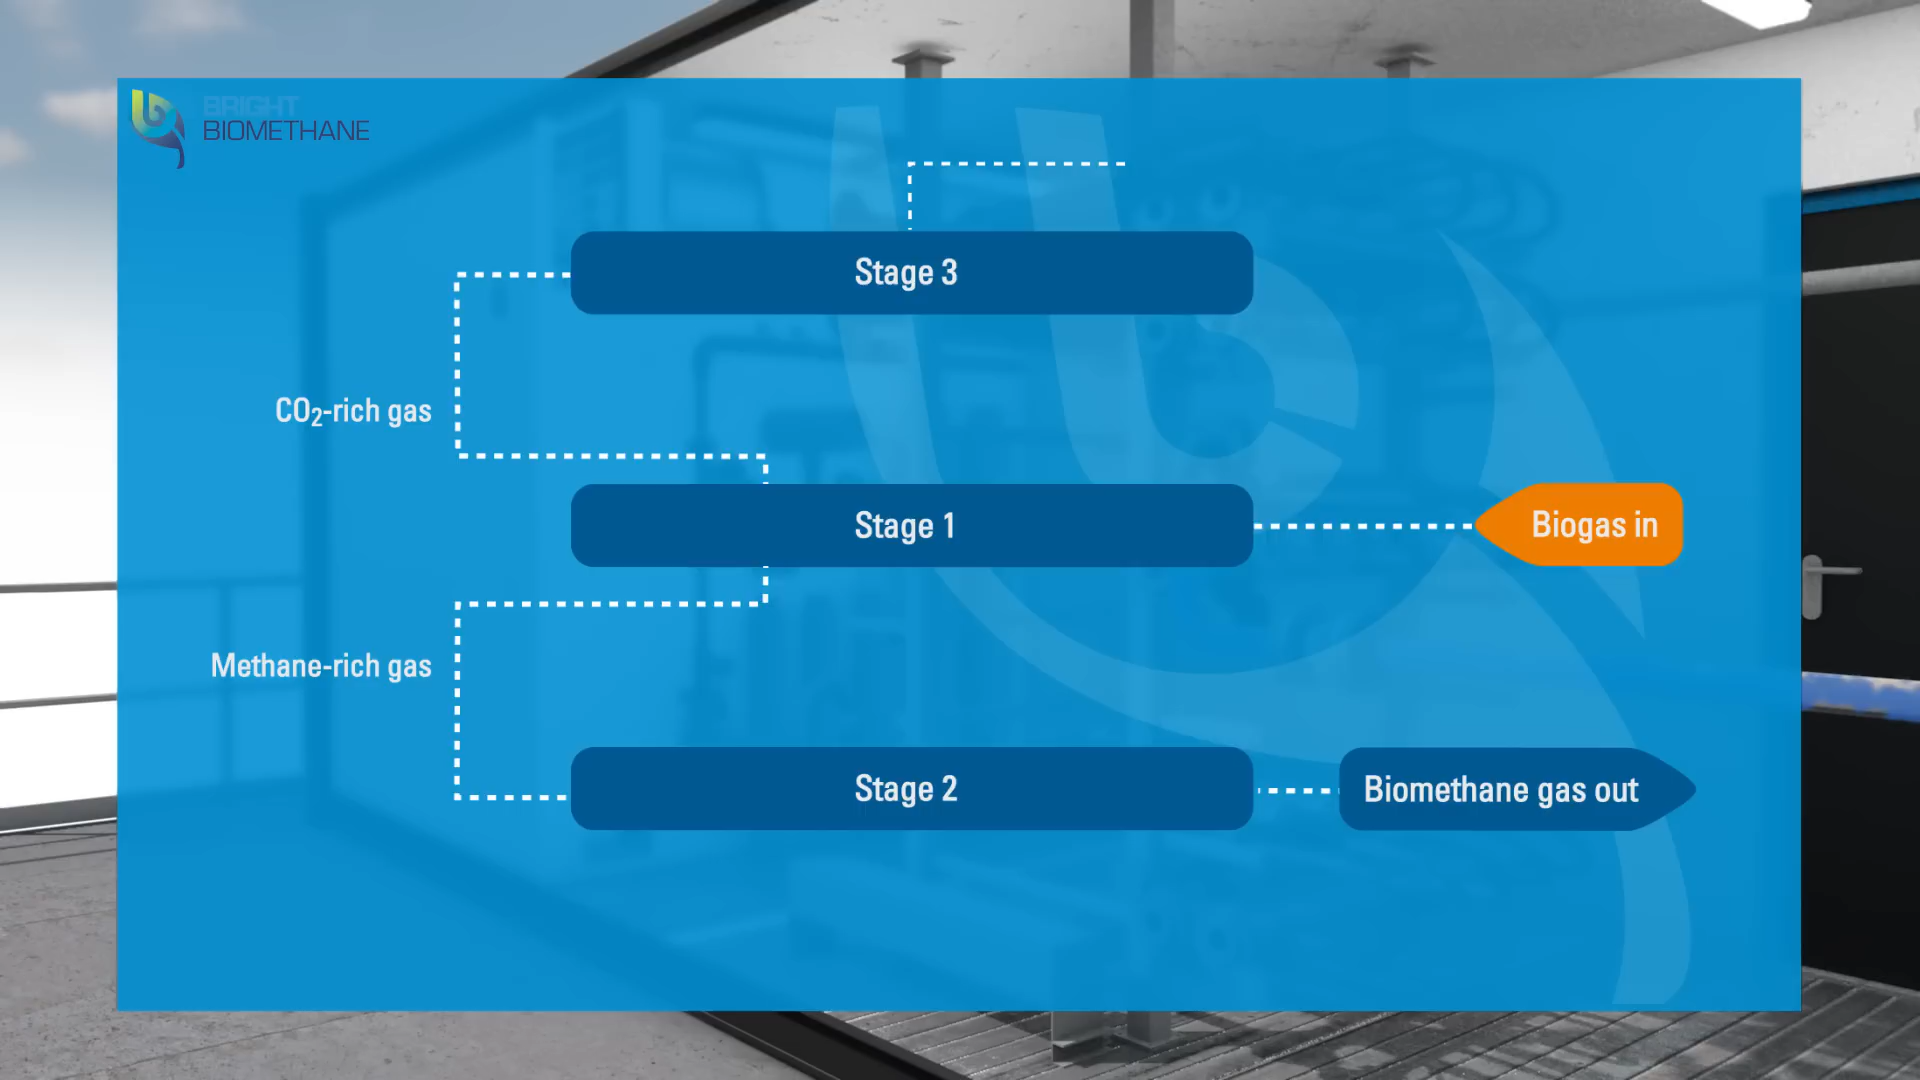 BRIGHT
BIOMETHANE
Stage 3
CO₂-rich gas
Stage 1
Biogas in
Methane-rich gas
Stage 2
Biomethane gas out